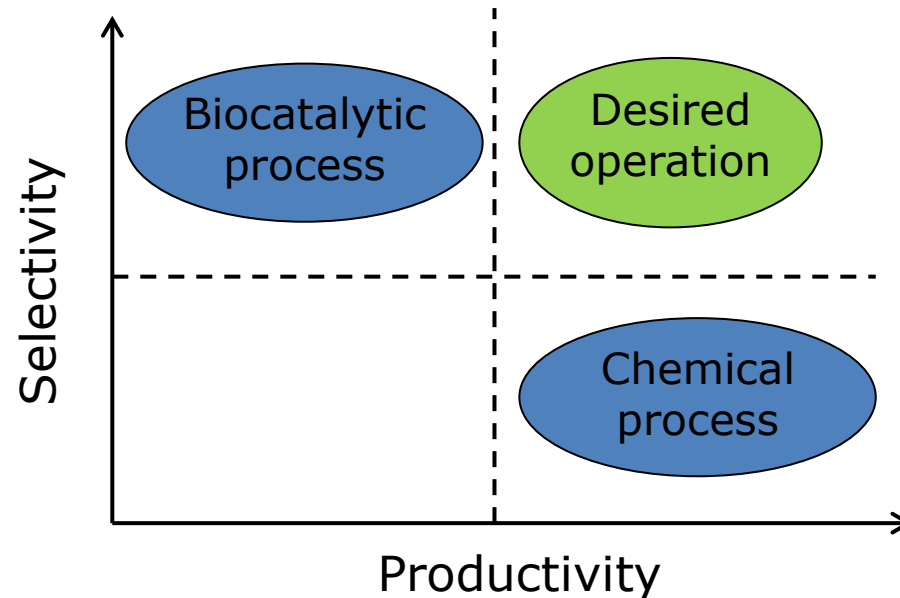 Biocatalytic
process
Desired
operation
Selectivity
Chemical
process
Productivity